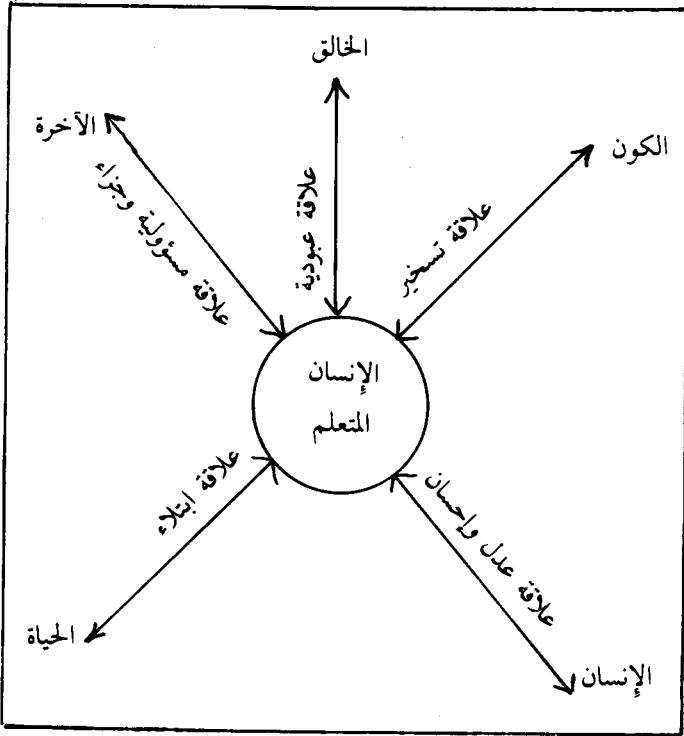 الخالق
الكون
الآخرة
علاقة عبودية
علاقة تسخير
علاقة مسؤولية وجزاء
الإنسان
المتعلم
علاقة ابتلاء
علاقة عدل وإحسان
الحياة
الإنسان